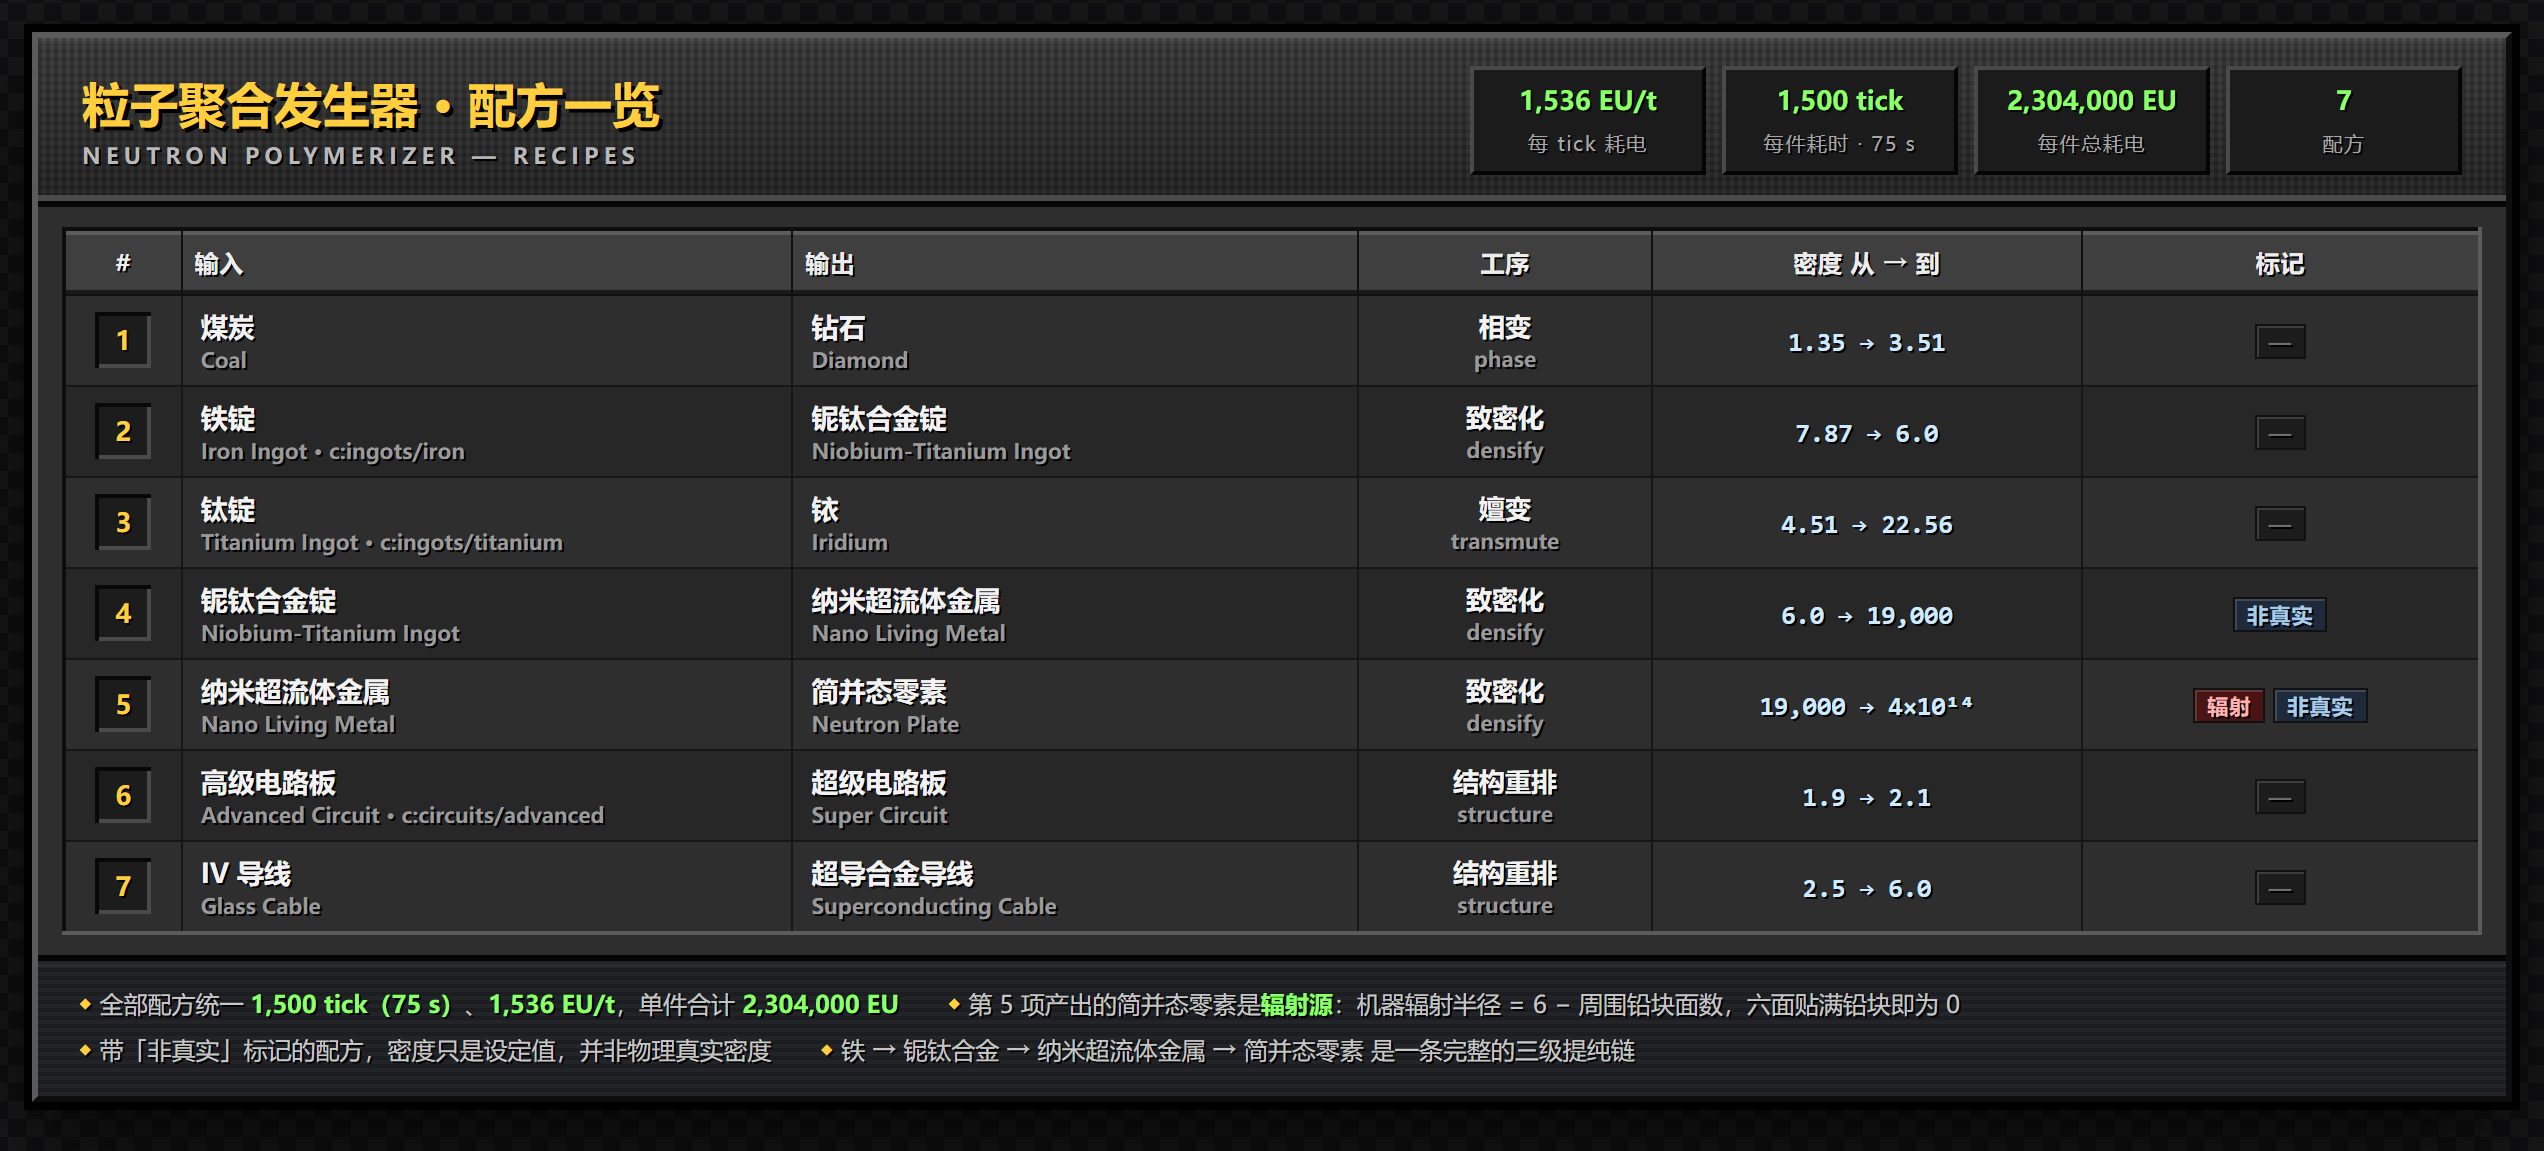 粒子聚合发生器 • 配方一览
NEUTRON POLYMERIZER — RECIPES
1,536 EU/t
每 tick 耗电
1,500 tick
每件耗时 · 75 s
2,304,000 EU
每件总耗电
7
配方
# 输入 输出 工序 密度 从 → 到 标记
1 煤炭 钻石 相变 1.35 → 3.51 —
Coal Diamond phase
2 铁锭 铌钛合金锭 致密化 7.87 → 6.0 —
Iron Ingot • c:ingots/iron Niobium-Titanium Ingot densify
3 钛锭 铱 嬗变 4.51 → 22.56 —
Titanium Ingot • c:ingots/titanium Iridium transmute
4 铌钛合金锭 纳米超流体金属 致密化 6.0 → 19,000 非真实
Niobium-Titanium Ingot Nano Living Metal densify
5 纳米超流体金属 简并态零素 致密化 19,000 → 4×10¹⁴ 辐射 非真实
Nano Living Metal Neutron Plate densify
6 高级电路板 超级电路板 结构重排 1.9 → 2.1 —
Advanced Circuit • c:circuits/advanced Super Circuit structure
7 IV 导线 超导合金导线 结构重排 2.5 → 6.0 —
Glass Cable Superconducting Cable structure
◆ 全部配方统一 1,500 tick（75 s）、1,536 EU/t，单件合计 2,304,000 EU ◆ 第 5 项产出的简并态零素是辐射源：机器辐射半径 = 6 − 周围铅块面数，六面贴满铅块即为 0
◆ 带「非真实」标记的配方，密度只是设定值，并非物理真实密度 ◆ 铁 → 铌钛合金 → 纳米超流体金属 → 简并态零素 是一条完整的三级提纯链